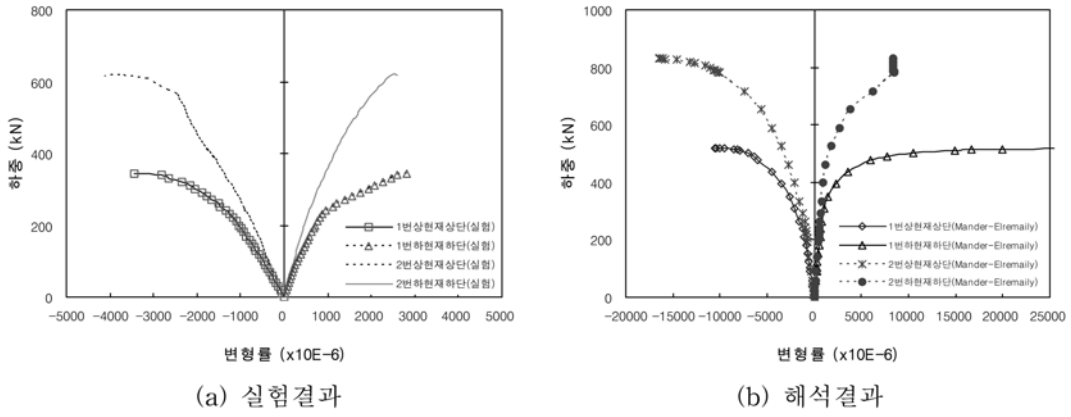 800
600
400
200
0
하중 (kN)
-5000 -4000 -3000 -2000 -1000 0 1000 2000 3000 4000 5000
변형률 (x10E-6)
1번상현재상단(실험)
1번하현재하단(실험)
2번상현재상단(실험)
2번하현재하단(실험)
(a) 실험결과
1000
800
600
400
200
0
하중 (kN)
-20000 -15000 -10000 -5000 0 5000 10000 15000 20000 25000
변형률 (x10E-6)
1번상현재상단(Mander-Elremaily)
1번하현재하단(Mander-Elremaily)
2번상현재상단(Mander-Elremaily)
2번하현재하단(Mander-Elremaily)
(b) 해석결과